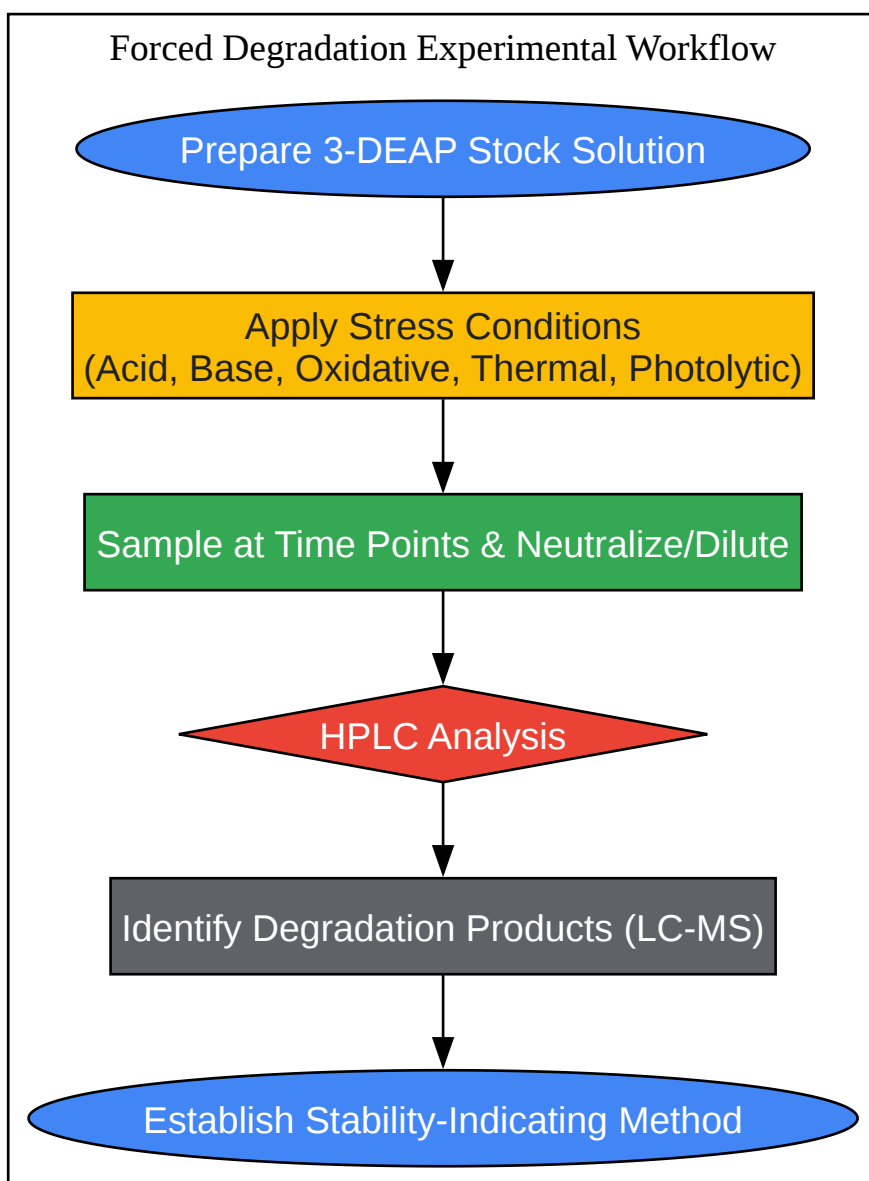 Forced Degradation Experimental Workflow
Prepare 3-DEAP Stock Solution
Apply Stress Conditions
(Acid, Base, Oxidative, Thermal, Photolytic)
Sample at Time Points & Neutralize/Dilute
HPLC Analysis
Identify Degradation Products (LC-MS)
Establish Stability-Indicating Method